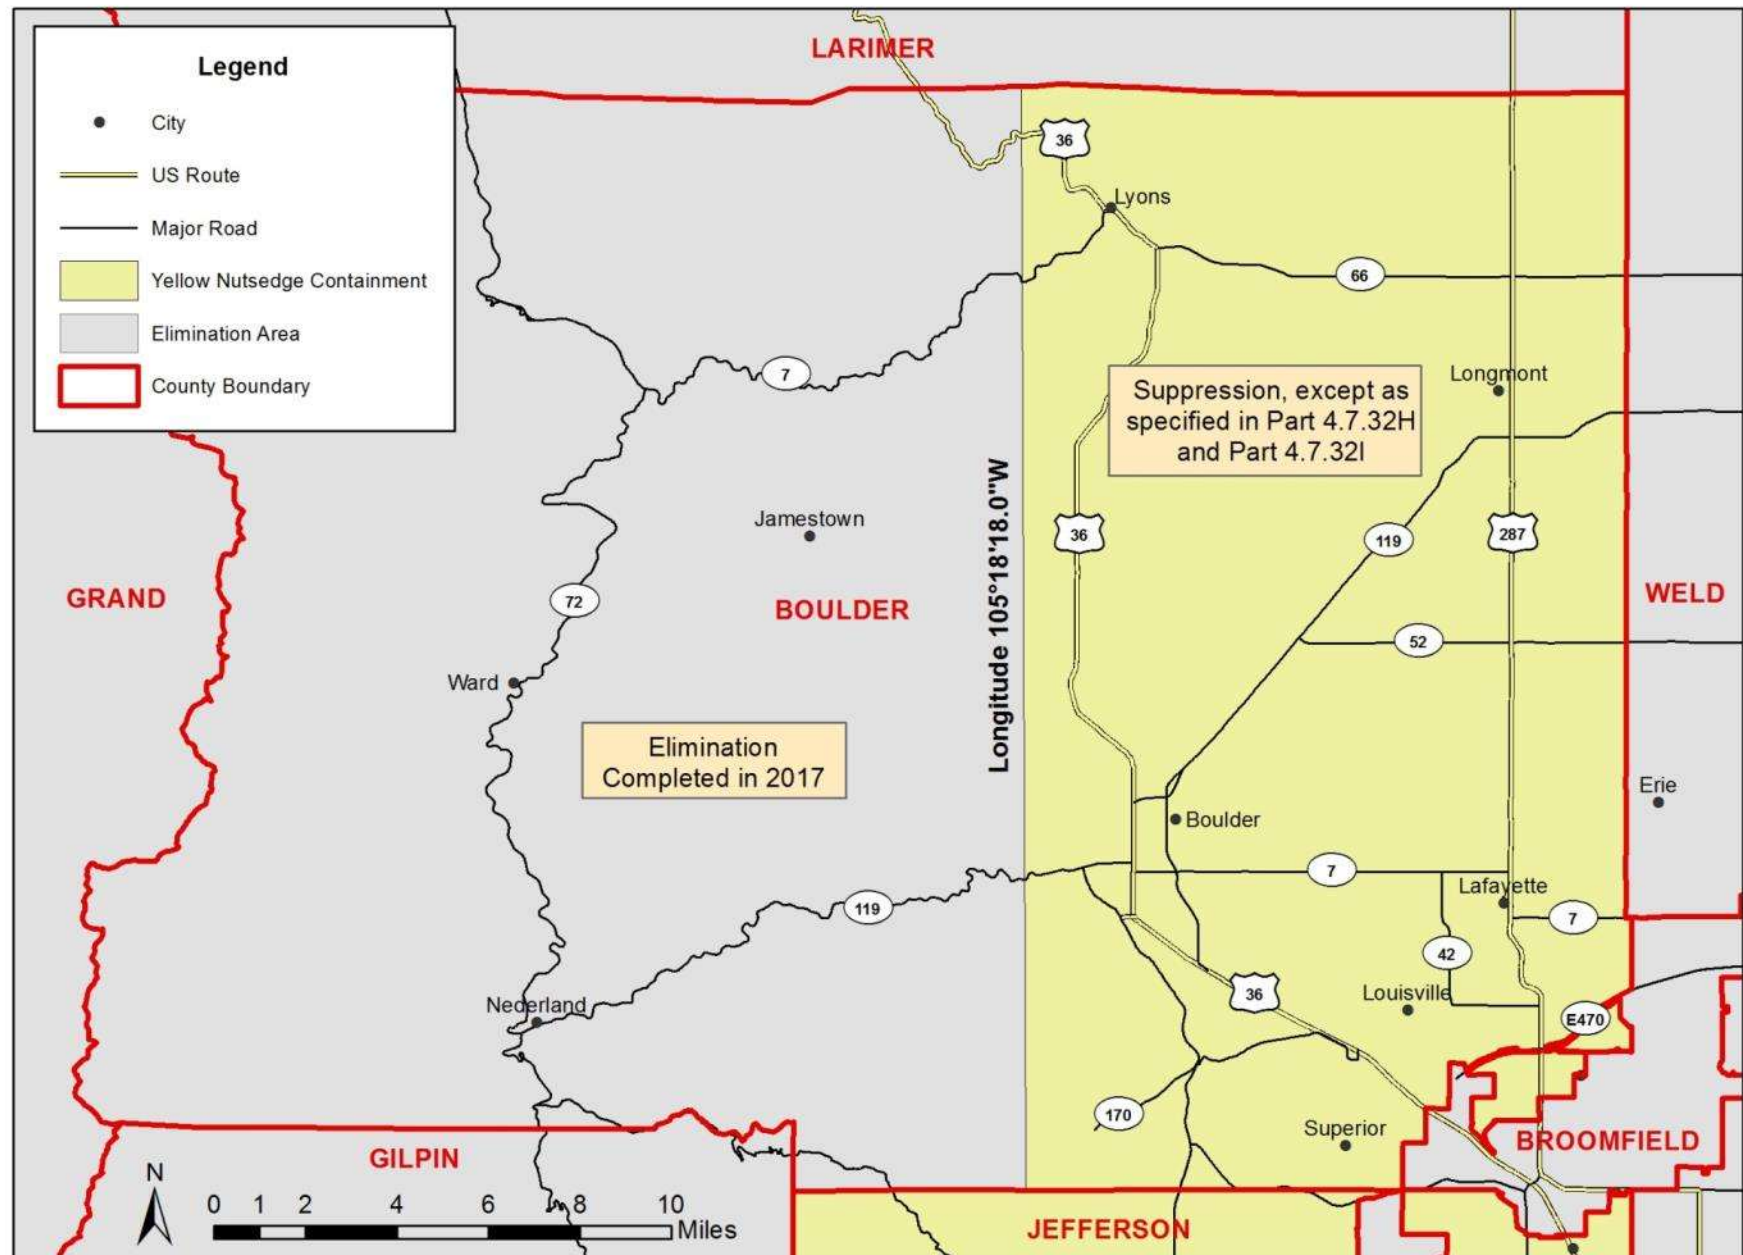 LARIMER
Legend
City
US Route
Major Road
Yellow Nutsedge Containment
Elimination Area
County Boundary
36
Lyons
66
7
Longmont
Suppression, except as
specified in Part 4.7.32H
and Part 4.7.32I
Longitude 105°18'18.0"W
Jamestown
36
119
287
GRAND
72
BOULDER
WELD
52
Ward
Elimination
Completed in 2017
Erie
Boulder
7
Lafayette
119
7
42
Nederland
36
Louisville
E470
170
Superior
BROOMFIELD
GILPIN
N
0 1 2 4 6 8 10
Miles
JEFFERSON